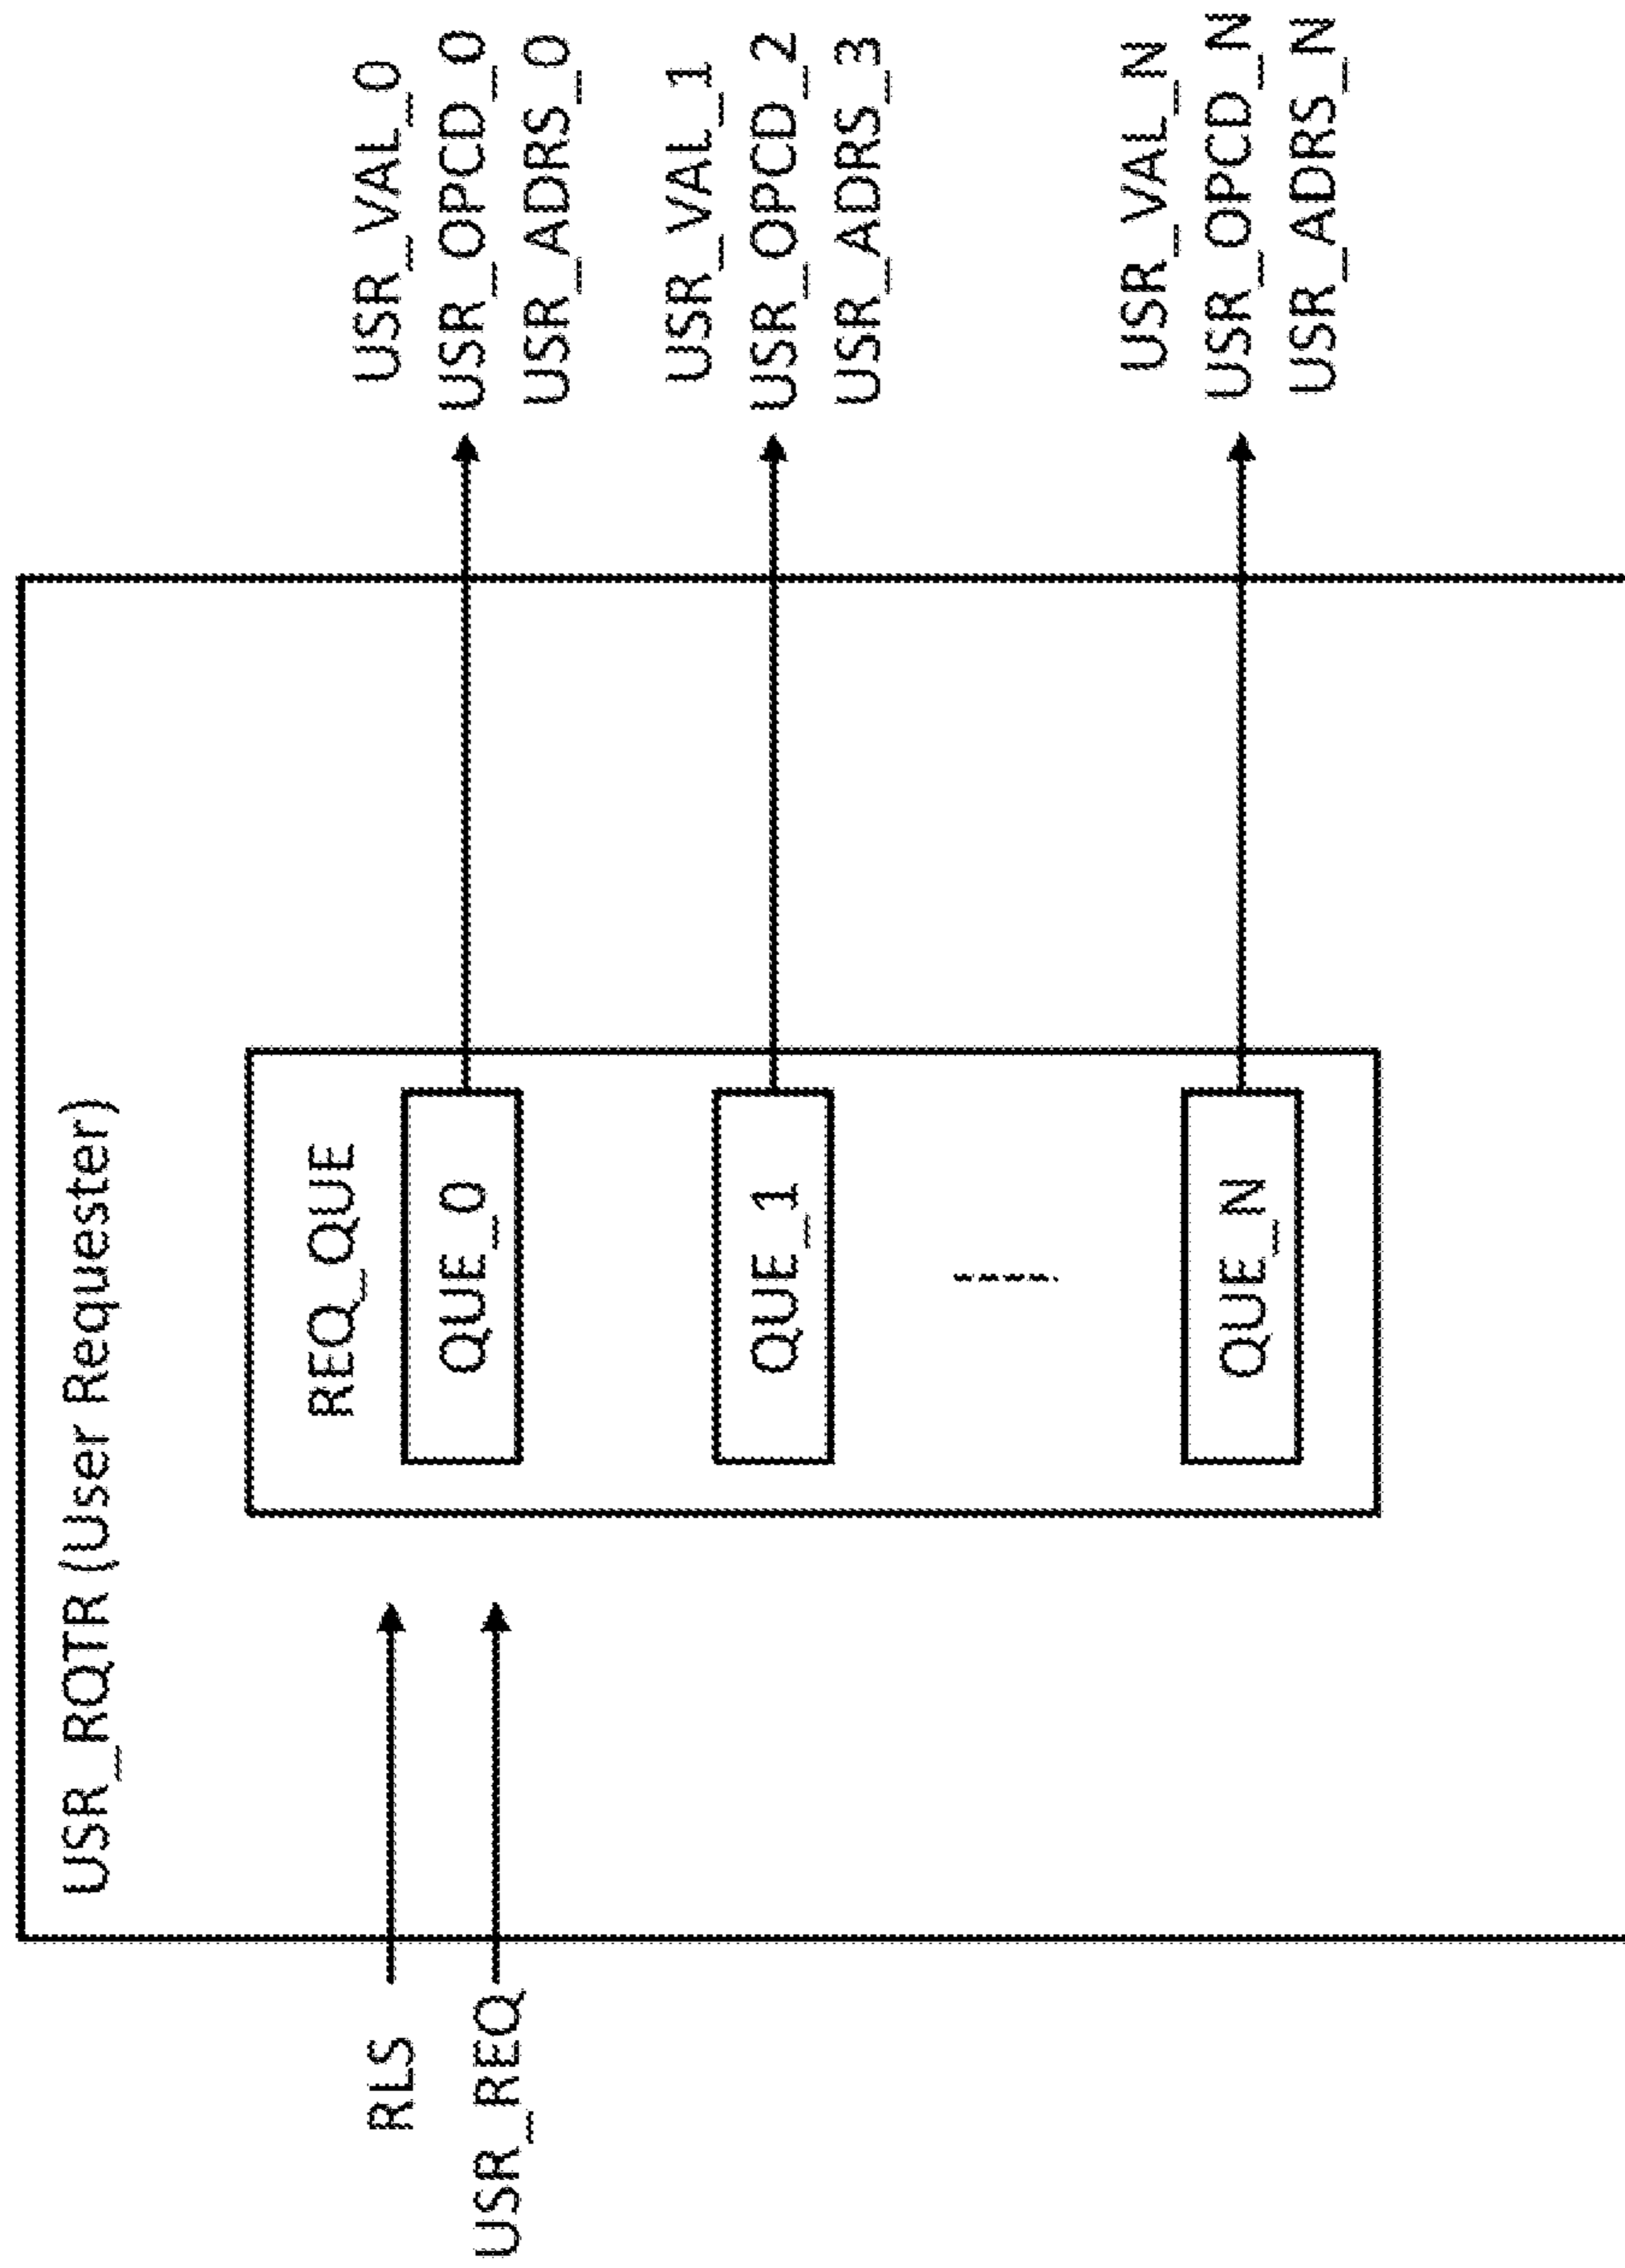 USR_RQTR (User Requester)
RLS
USR_REQ
REQ_QUE
QUE_0
QUE_1
QUE_N
USR_VAL_0
USR_OPCD_0
USR_ADRS_0
USR_VAL_1
USR_OPCD_2
USR_ADRS_3
USR_VAL_N
USR_OPCD_N
USR_ADRS_N